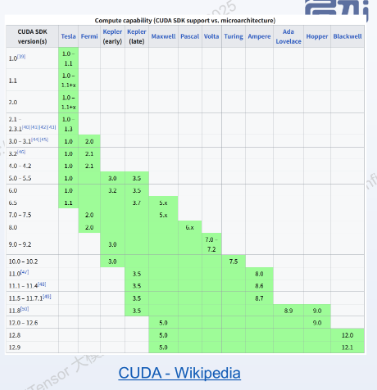 Compute capability (CUDA SDK support vs. microarchitecture)
CUDA SDK version(s) Tesla Fermi Kepler (early) Kepler (late) Maxwell Pascal Volta Turing Ampere Ada Lovelace Hopper Blackwell
1.0 1.0 – 1.1
1.1 1.0 – 1.1+x
2.0 1.0 – 1.1+x
2.1 – 2.3.1 1.0 – 1.3
3.0 – 3.1 1.0 2.0
3.2 1.0 2.1
4.0 – 4.2 1.0 2.1
5.0 – 5.5 1.0 3.0 3.5
6.0 1.0 3.2 3.5
6.5 1.1 3.7 5.x
7.0 – 7.5 2.0 5.x
8.0 2.0 6.x
9.0 – 9.2 3.0 7.0 – 7.2
10.0 – 10.2 3.0 7.5
11.0 3.5 8.0
11.1 – 11.4 3.5 8.6
11.5 – 11.7.1 3.5 8.7
11.8 3.5 8.9 9.0
12.0 – 12.6 5.0 9.0
12.8 5.0 12.0
12.9 5.0 12.1
CUDA - Wikipedia